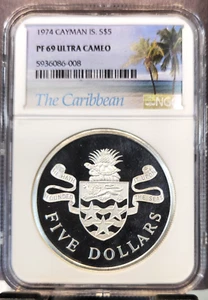 1974 CAYMAN IS. S$5
PF 69 ULTRA CAMEO
5936086-008
The Caribbean
NGC
FIVE DOLLARS